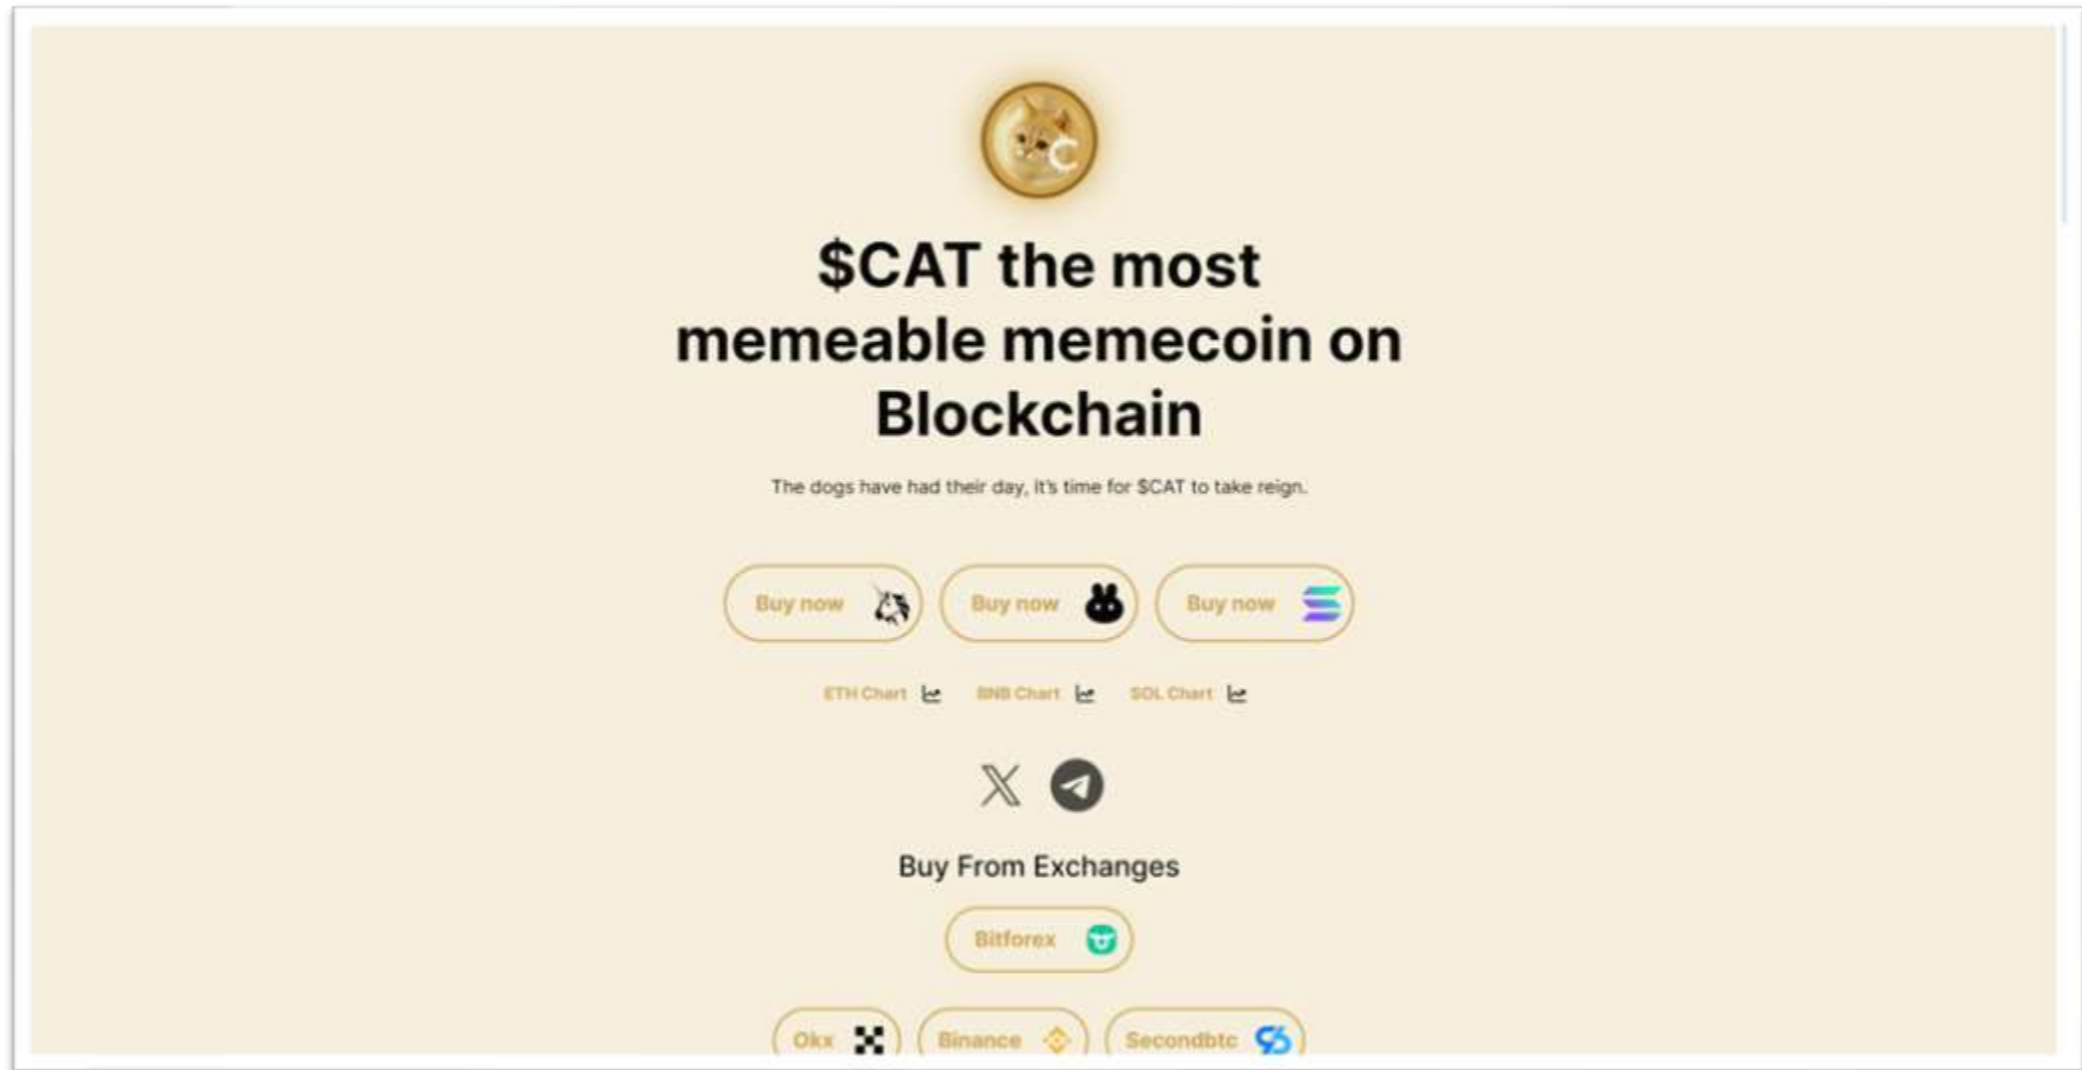 C
$CAT the most
memeable memecoin on
Blockchain
The dogs have had their day, it's time for $CAT to take reign.
Buy now Buy now Buy now
ETH Chart BNB Chart SOL Chart
X
Buy From Exchanges
Bitforex
Okx Binance Secondbtc